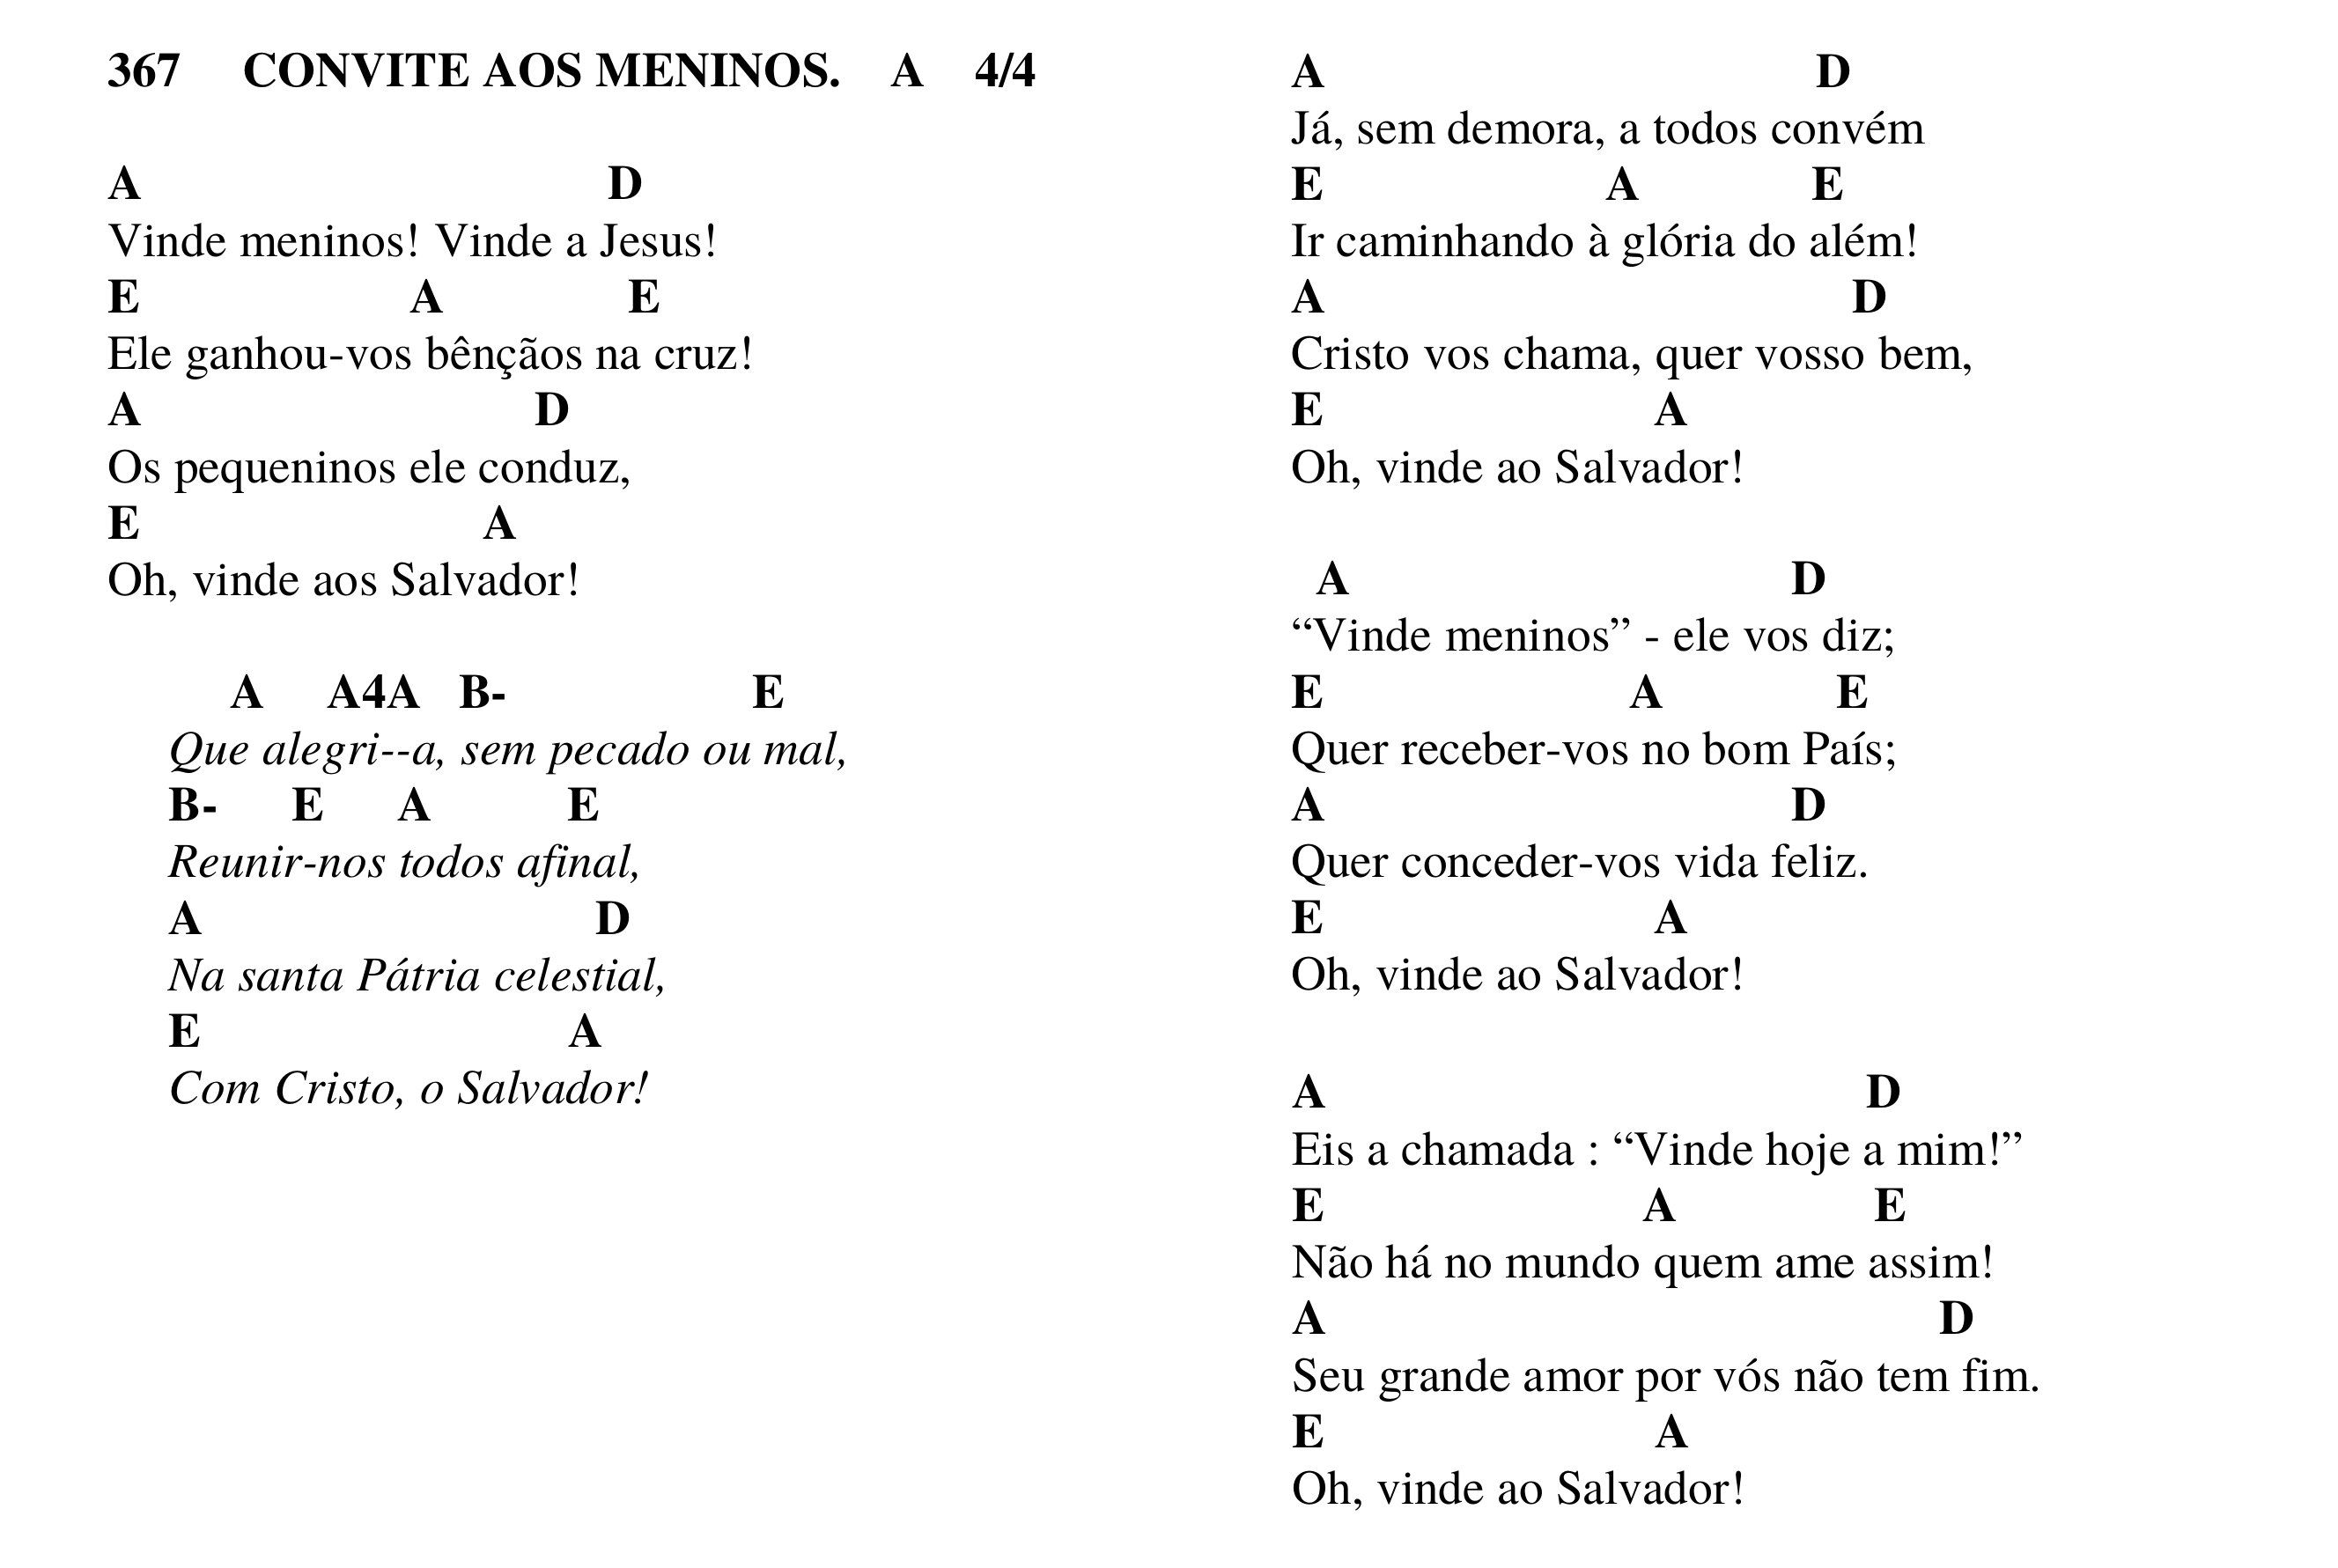 367 CONVITE AOS MENINOS. A 4/4
A D
Vinde meninos! Vinde a Jesus!
E A E
Ele ganhou-vos bênçãos na cruz!
A D
Os pequeninos ele conduz,
E A
Oh, vinde aos Salvador!
A A4A B- E
Que alegri--a, sem pecado ou mal,
B- E A E
Reunir-nos todos afinal,
A D
Na santa Pátria celestial,
E A
Com Cristo, o Salvador!
A D
Já, sem demora, a todos convém
E A E
Ir caminhando à glória do além!
A D
Cristo vos chama, quer vosso bem,
E A
Oh, vinde ao Salvador!
A D
“Vinde meninos” - ele vos diz;
E A E
Quer receber-vos no bom País;
A D
Quer conceder-vos vida feliz.
E A
Oh, vinde ao Salvador!
A D
Eis a chamada : “Vinde hoje a mim!”
E A E
Não há no mundo quem ame assim!
A D
Seu grande amor por vós não tem fim.
E A
Oh, vinde ao Salvador!